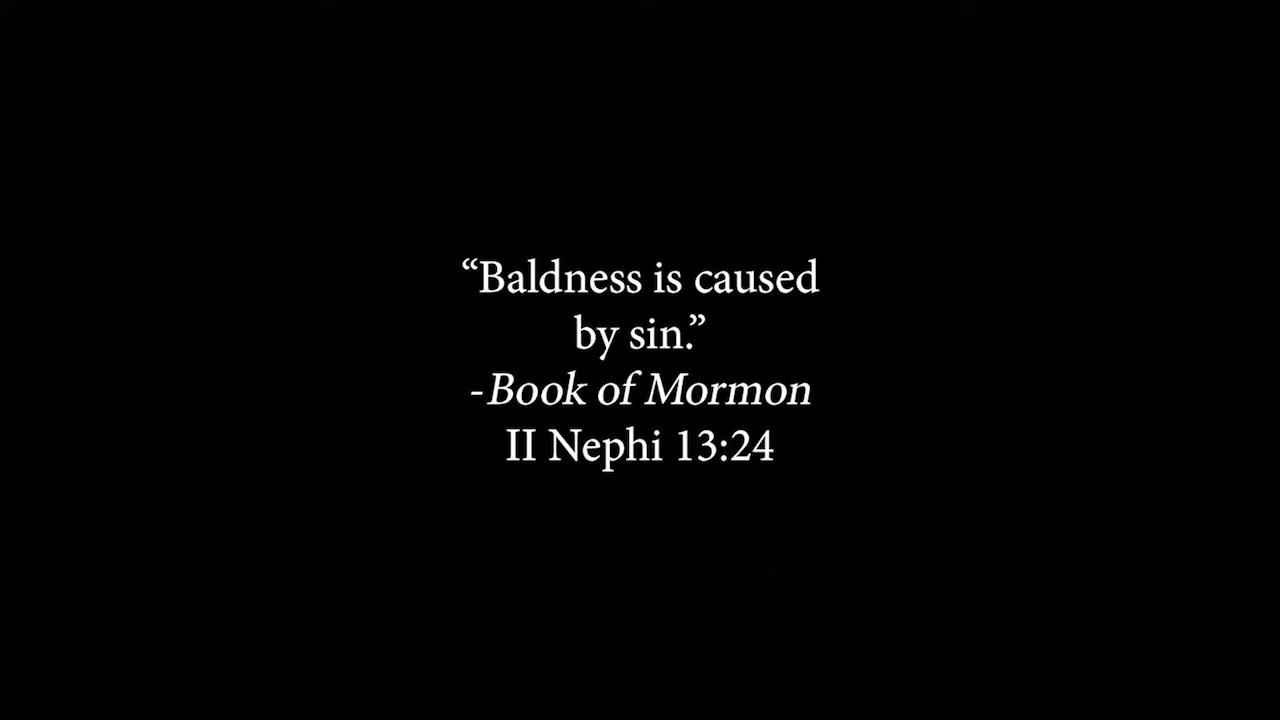 “Baldness is caused
by sin.”
-Book of Mormon
II Nephi 13:24